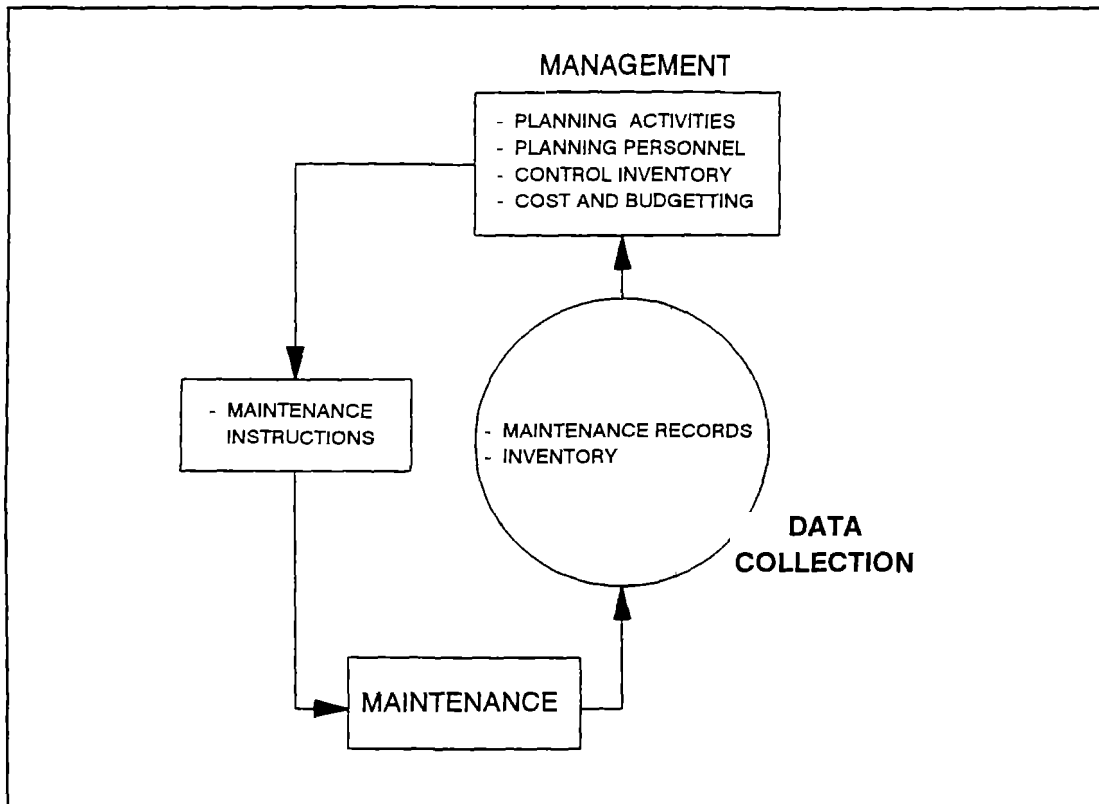 MANAGEMENT
- PLANNING ACTIVITIES
- PLANNING PERSONNEL
- CONTROL INVENTORY
- COST AND BUDGETTING
- MAINTENANCE
INSTRUCTIONS
- MAINTENANCE RECORDS
- INVENTORY
DATA
COLLECTION
MAINTENANCE